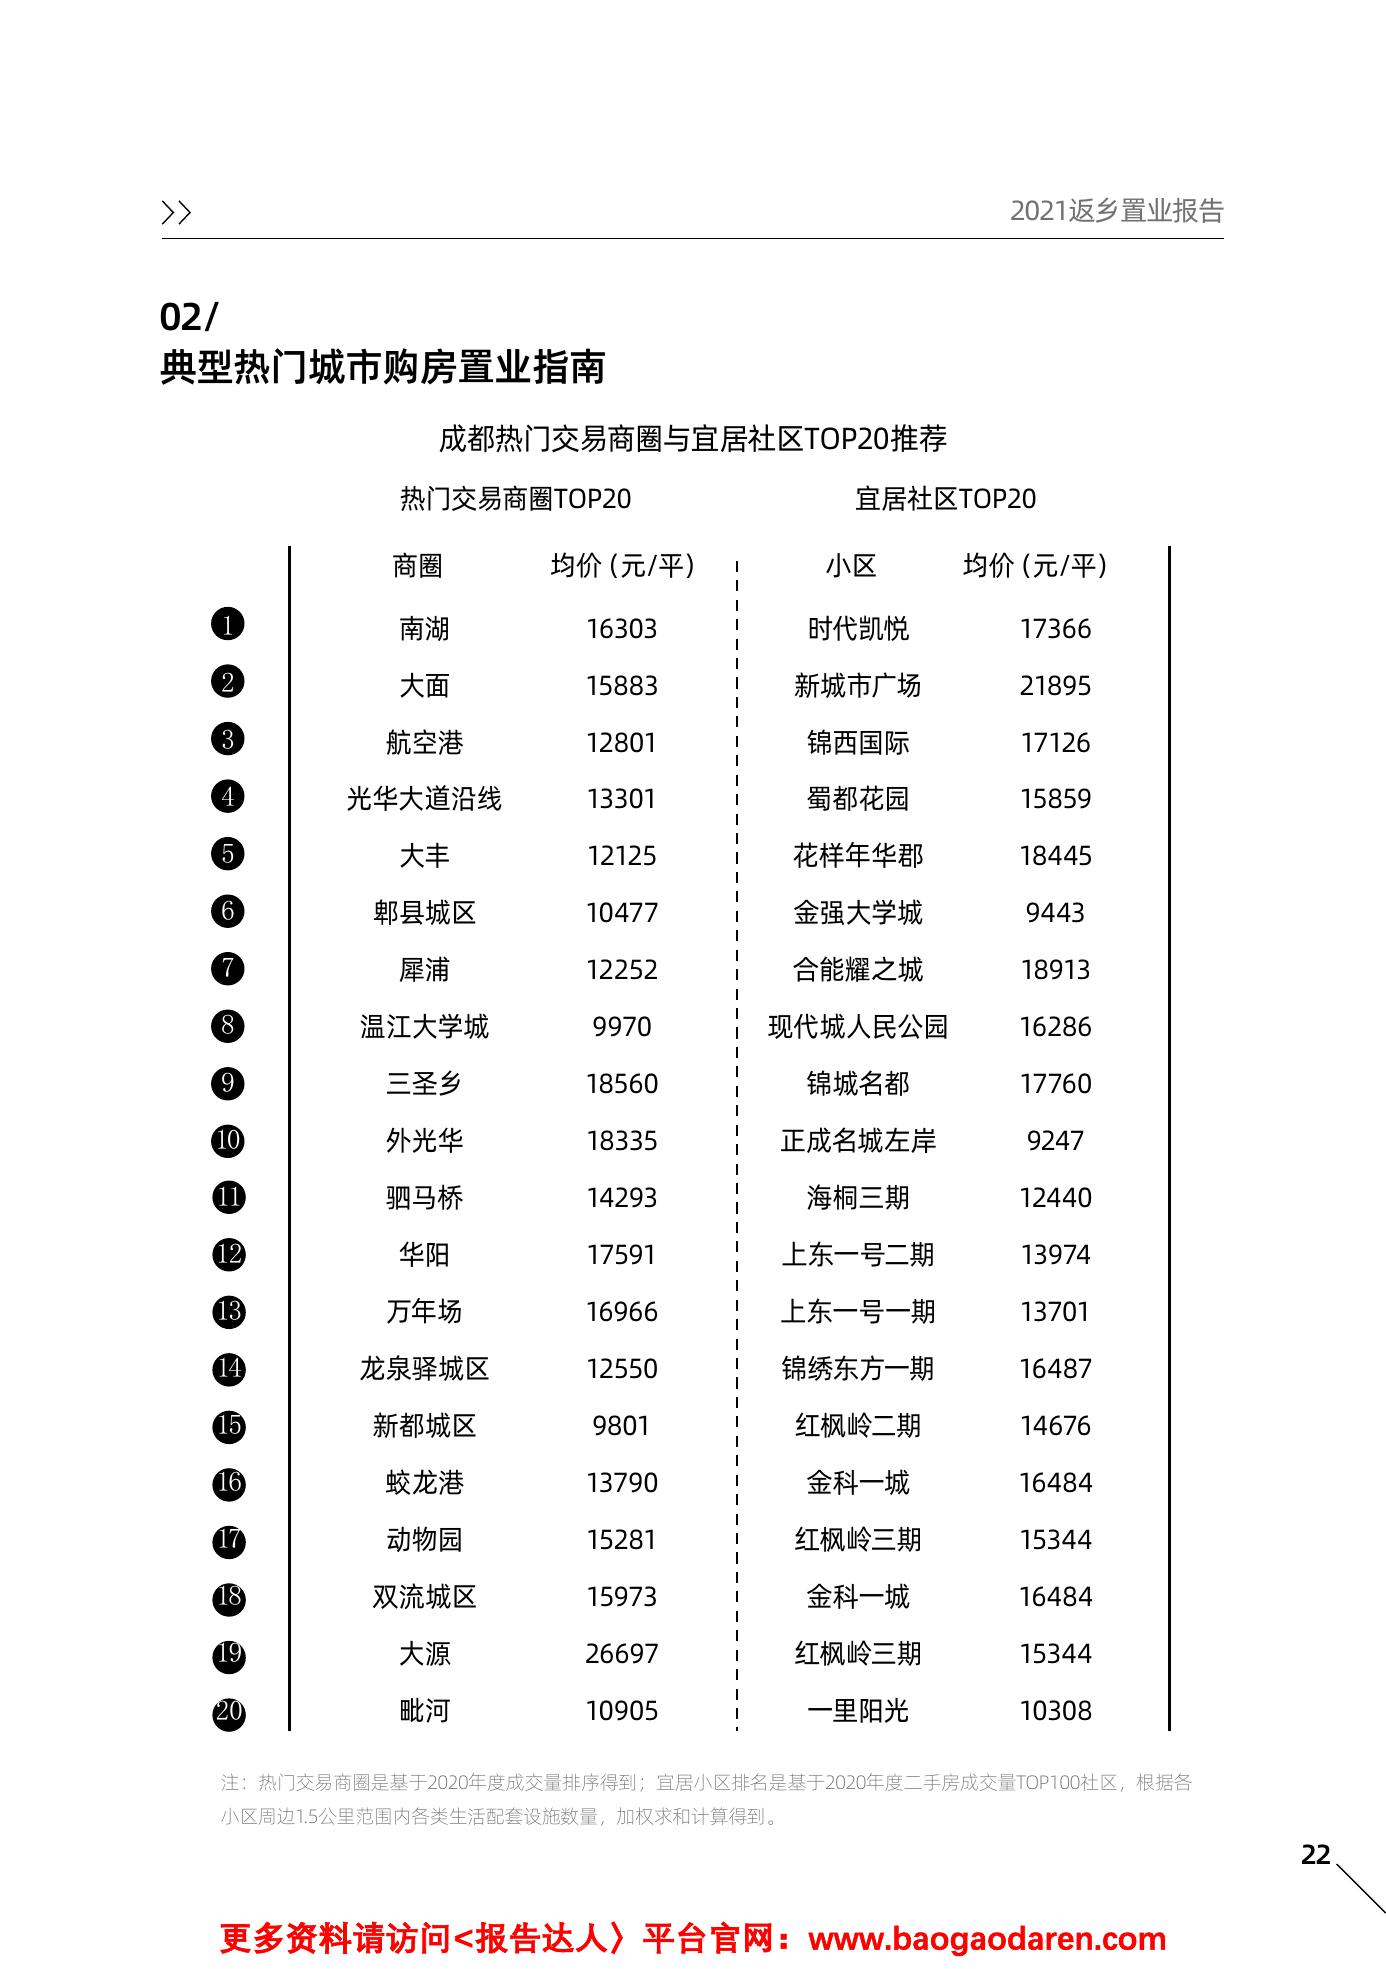 2021返乡置业报告
02/
典型热门城市购房置业指南
成都热门交易商圈与宜居社区TOP20推荐
热门交易商圈TOP20 宜居社区TOP20
商圈 均价 (元/平) 小区 均价 (元/平)
1 南湖 16303 时代凯悦 17366
2 大面 15883 新城市广场 21895
3 航空港 12801 锦西国际 17126
4 光华大道沿线 13301 蜀都花园 15859
5 大丰 12125 花样年华郡 18445
6 郫县城区 10477 金强大学城 9443
7 犀浦 12252 合能耀之城 18913
8 温江大学城 9970 现代城人民公园 16286
9 三圣乡 18560 锦城名都 17760
10 外光华 18335 正成名城左岸 9247
11 驷马桥 14293 海桐三期 12440
12 华阳 17591 上东一号二期 13974
13 万年场 16966 上东一号一期 13701
14 龙泉驿城区 12550 锦绣东方一期 16487
15 新都城区 9801 红枫岭二期 14676
16 蛟龙港 13790 金科一城 16484
17 动物园 15281 红枫岭三期 15344
18 双流城区 15973 金科一城 16484
19 大源 26697 红枫岭三期 15344
20 毗河 10905 一里阳光 10308
注：热门交易商圈是基于2020年度成交量排序得到；宜居小区排名是基于2020年度二手房成交量TOP100社区，根据各
小区周边1.5公里范围内各类生活配套设施数量，加权求和计算得到。
22
更多资料请访问<报告达人〉平台官网：www.baogaodaren.com